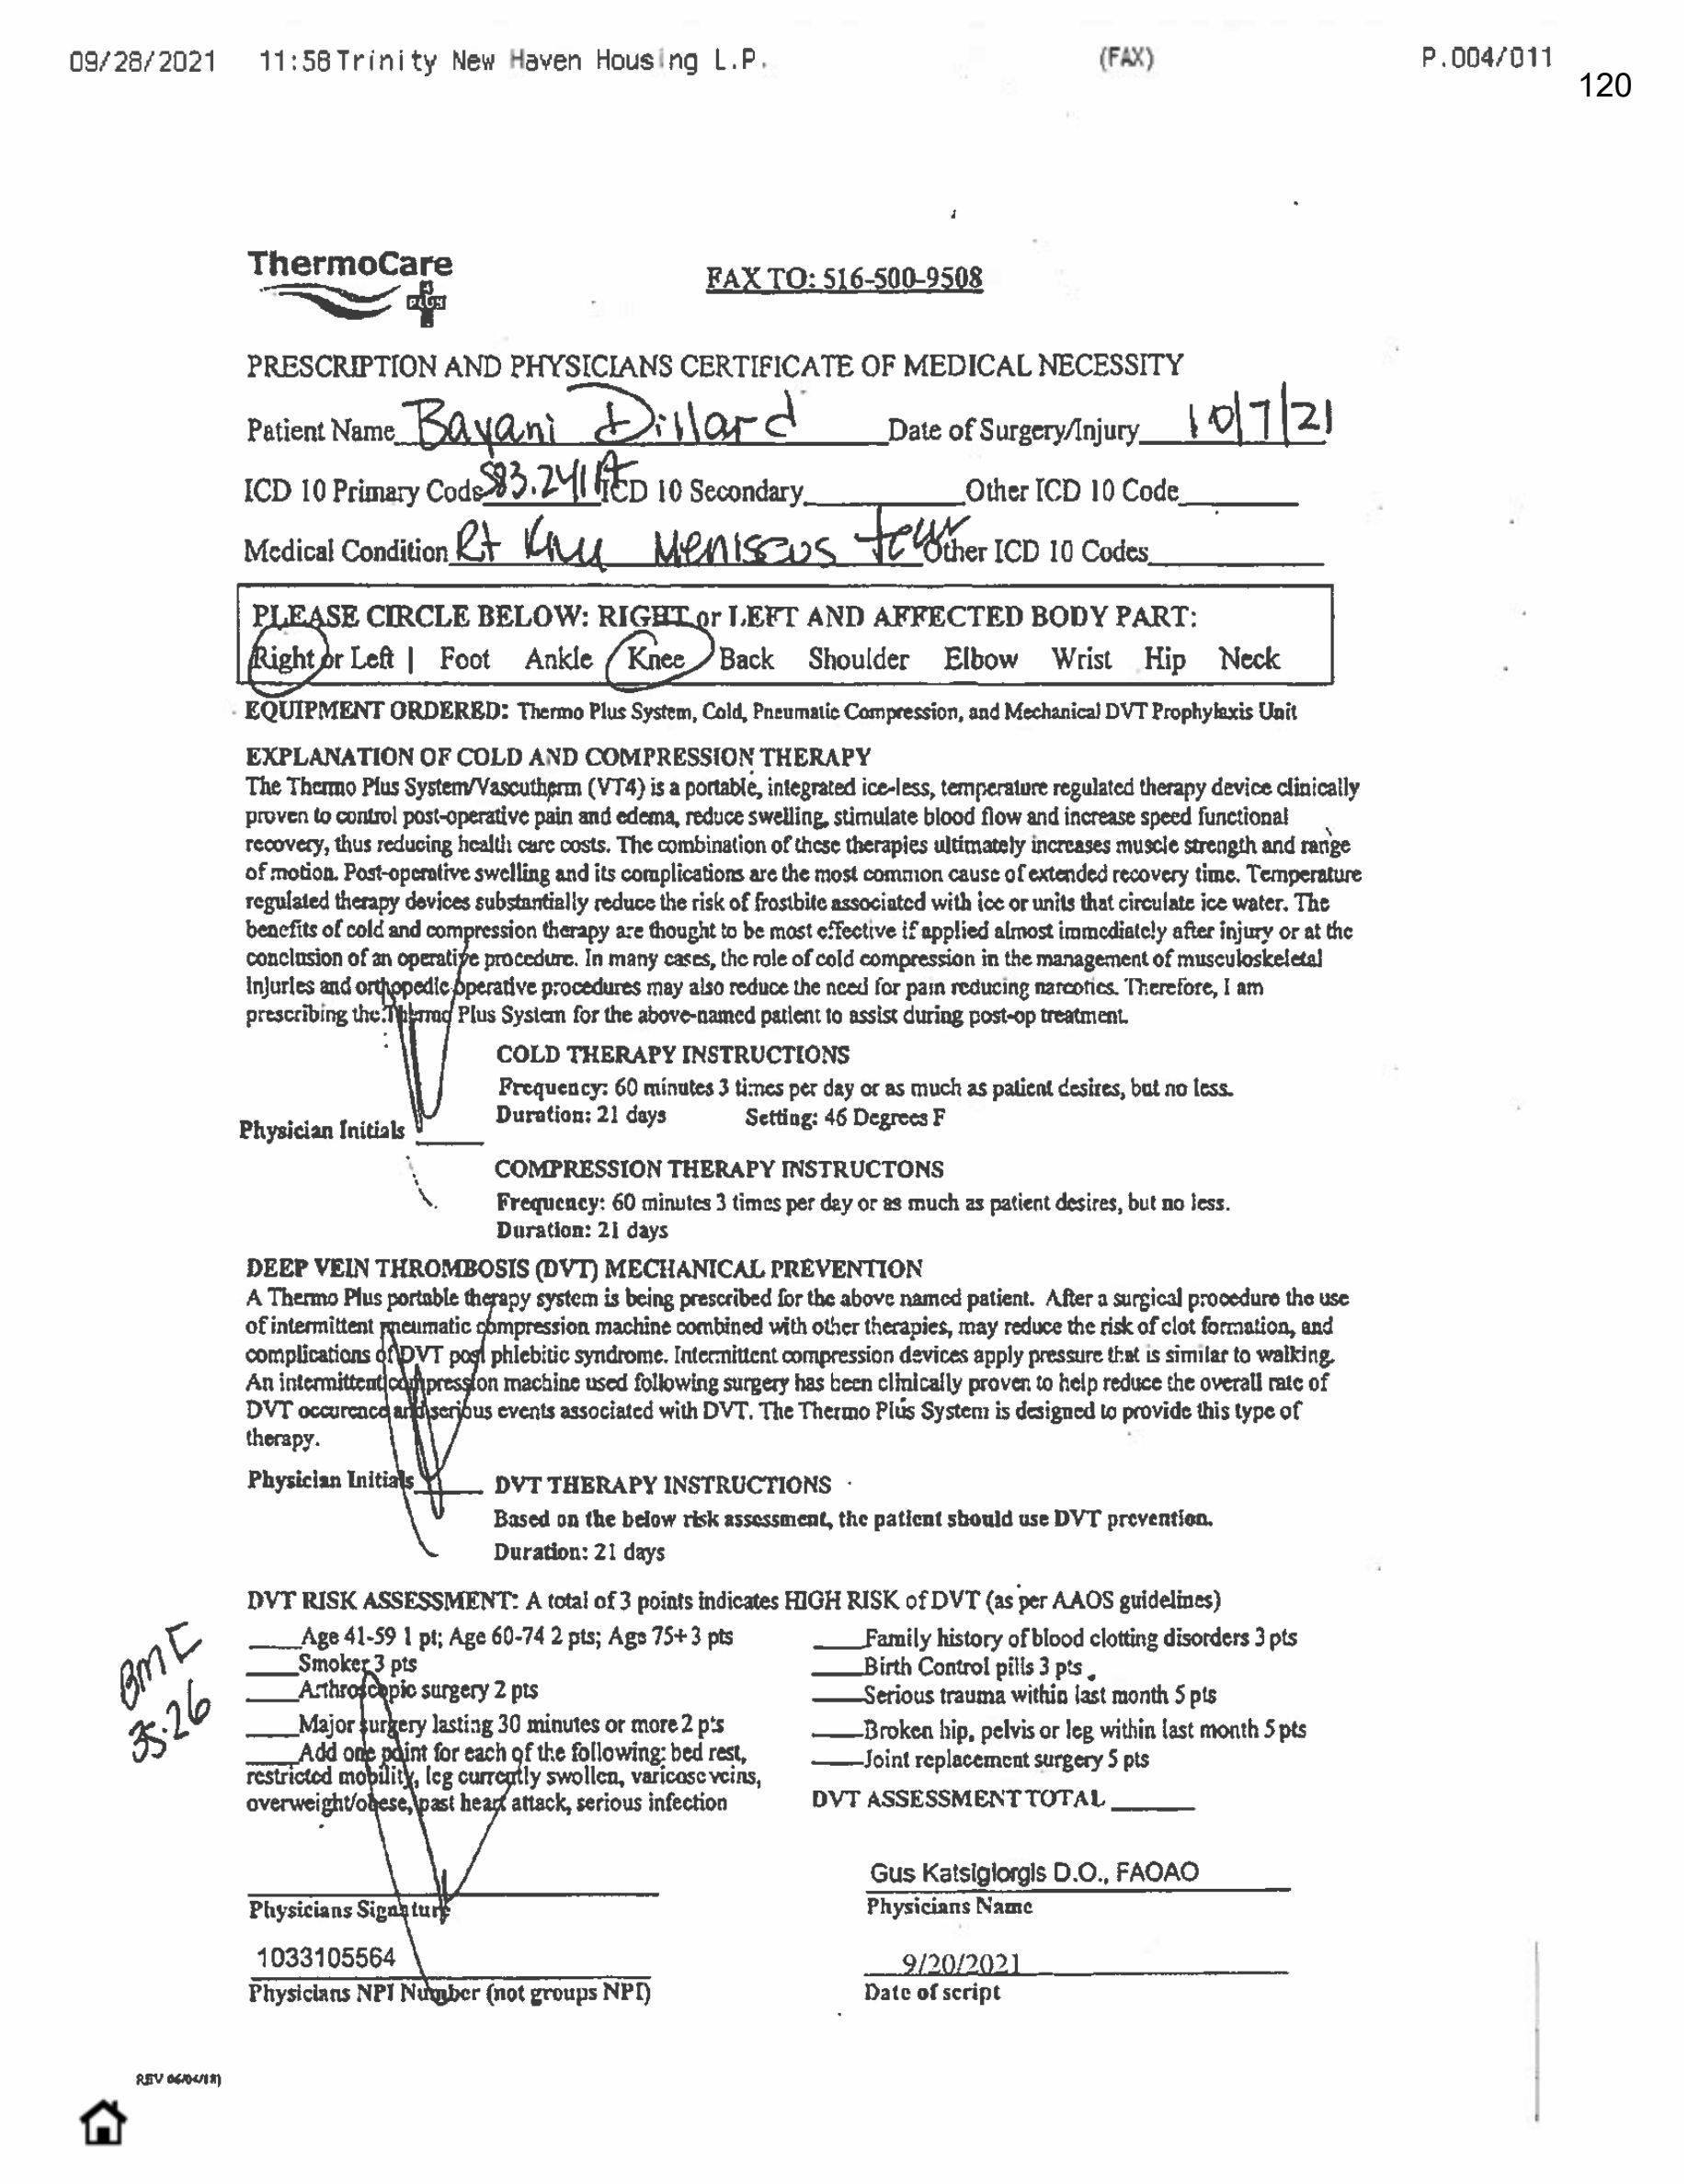 09/28/2021 11:58 Trinity New Haven Housing L.P. (FAX) P.004/011
120
ThermoCare
PLUS
FAX TO: 516-500-9508
PRESCRIPTION AND PHYSICIANS CERTIFICATE OF MEDICAL NECESSITY
Patient Name Bayani Dillard Date of Surgery/Injury 10/7/21
ICD 10 Primary Code S83.241A ICD 10 Secondary Other ICD 10 Code
Medical Condition Rt Knee Meniscus tear Other ICD 10 Codes
PLEASE CIRCLE BELOW: RIGHT or LEFT AND AFFECTED BODY PART:
Right or Left | Foot Ankle Knee Back Shoulder Elbow Wrist Hip Neck
EQUIPMENT ORDERED: Thermo Plus System, Cold, Pneumatic Compression, and Mechanical DVT Prophylaxis Unit
EXPLANATION OF COLD AND COMPRESSION THERAPY
The Thermo Plus System/Vascutherm (VT4) is a portable, integrated ice-less, temperature regulated therapy device clinically
proven to control post-operative pain and edema, reduce swelling, stimulate blood flow and increase speed functional
recovery, thus reducing health care costs. The combination of these therapies ultimately increases muscle strength and range
of motion. Post-operative swelling and its complications are the most common cause of extended recovery time. Temperature
regulated therapy devices substantially reduce the risk of frostbite associated with ice or units that circulate ice water. The
benefits of cold and compression therapy are thought to be most effective if applied almost immediately after injury or at the
conclusion of an operative procedure. In many cases, the role of cold compression in the management of musculoskeletal
injuries and orthopedic operative procedures may also reduce the need for pain reducing narcotics. Therefore, I am
prescribing the Thermo Plus System for the above-named patient to assist during post-op treatment.
COLD THERAPY INSTRUCTIONS
Frequency: 60 minutes 3 times per day or as much as patient desires, but no less.
Duration: 21 days Setting: 46 Degrees F
Physician Initials
COMPRESSION THERAPY INSTRUCTONS
Frequency: 60 minutes 3 times per day or as much as patient desires, but no less.
Duration: 21 days
DEEP VEIN THROMBOSIS (DVT) MECHANICAL PREVENTION
A Thermo Plus portable therapy system is being prescribed for the above named patient. After a surgical procedure the use
of intermittent pneumatic compression machine combined with other therapies, may reduce the risk of clot formation, and
complications of DVT post phlebitic syndrome. Intermittent compression devices apply pressure that is similar to walking.
An intermittent compression machine used following surgery has been clinically proven to help reduce the overall rate of
DVT occurence and serious events associated with DVT. The Thermo Plus System is designed to provide this type of
therapy.
Physician Initials DVT THERAPY INSTRUCTIONS
Based on the below risk assessment, the patient should use DVT prevention.
Duration: 21 days
DVT RISK ASSESSMENT: A total of 3 points indicates HIGH RISK of DVT (as per AAOS guidelines)
BMI
35.26
Age 41-59 1 pt; Age 60-74 2 pts; Age 75+ 3 pts Family history of blood clotting disorders 3 pts
Smoker 3 pts Birth Control pills 3 pts
Arthroscopic surgery 2 pts Serious trauma within last month 5 pts
Major surgery lasting 30 minutes or more 2 pts Broken hip, pelvis or leg within last month 5 pts
Add one point for each of the following: bed rest, Joint replacement surgery 5 pts
restricted mobility, leg currently swollen, varicose veins,
overweight/obese, past heart attack, serious infection DVT ASSESSMENT TOTAL
Gus Katsigiorgis D.O., FAOAO
Physicians Signature Physicians Name
1033105564 9/20/2021
Physicians NPI Number (not groups NPI) Date of script
REV 06/04/18)